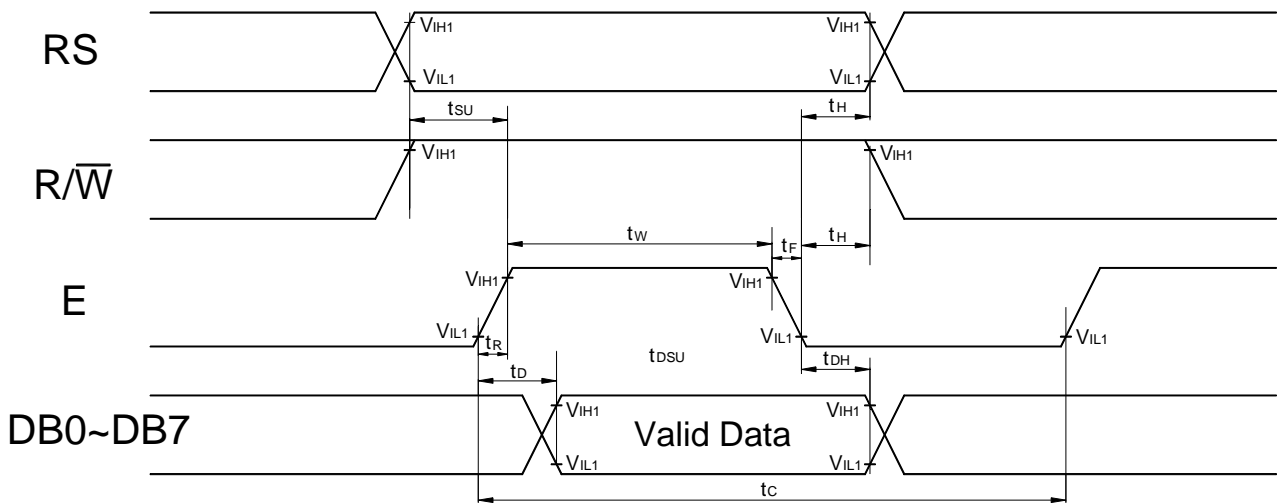 RS
VIH1
VIH1
VIL1
VIL1
tSU
tH
R/W̅
VIH1
VIH1
tW
tF
tH
E
VIH1
VIH1
VIL1
VIL1
VIL1
tR
tDSU
tDH
tD
DB0~DB7
VIH1
Valid Data
VIH1
VIL1
VIL1
tC